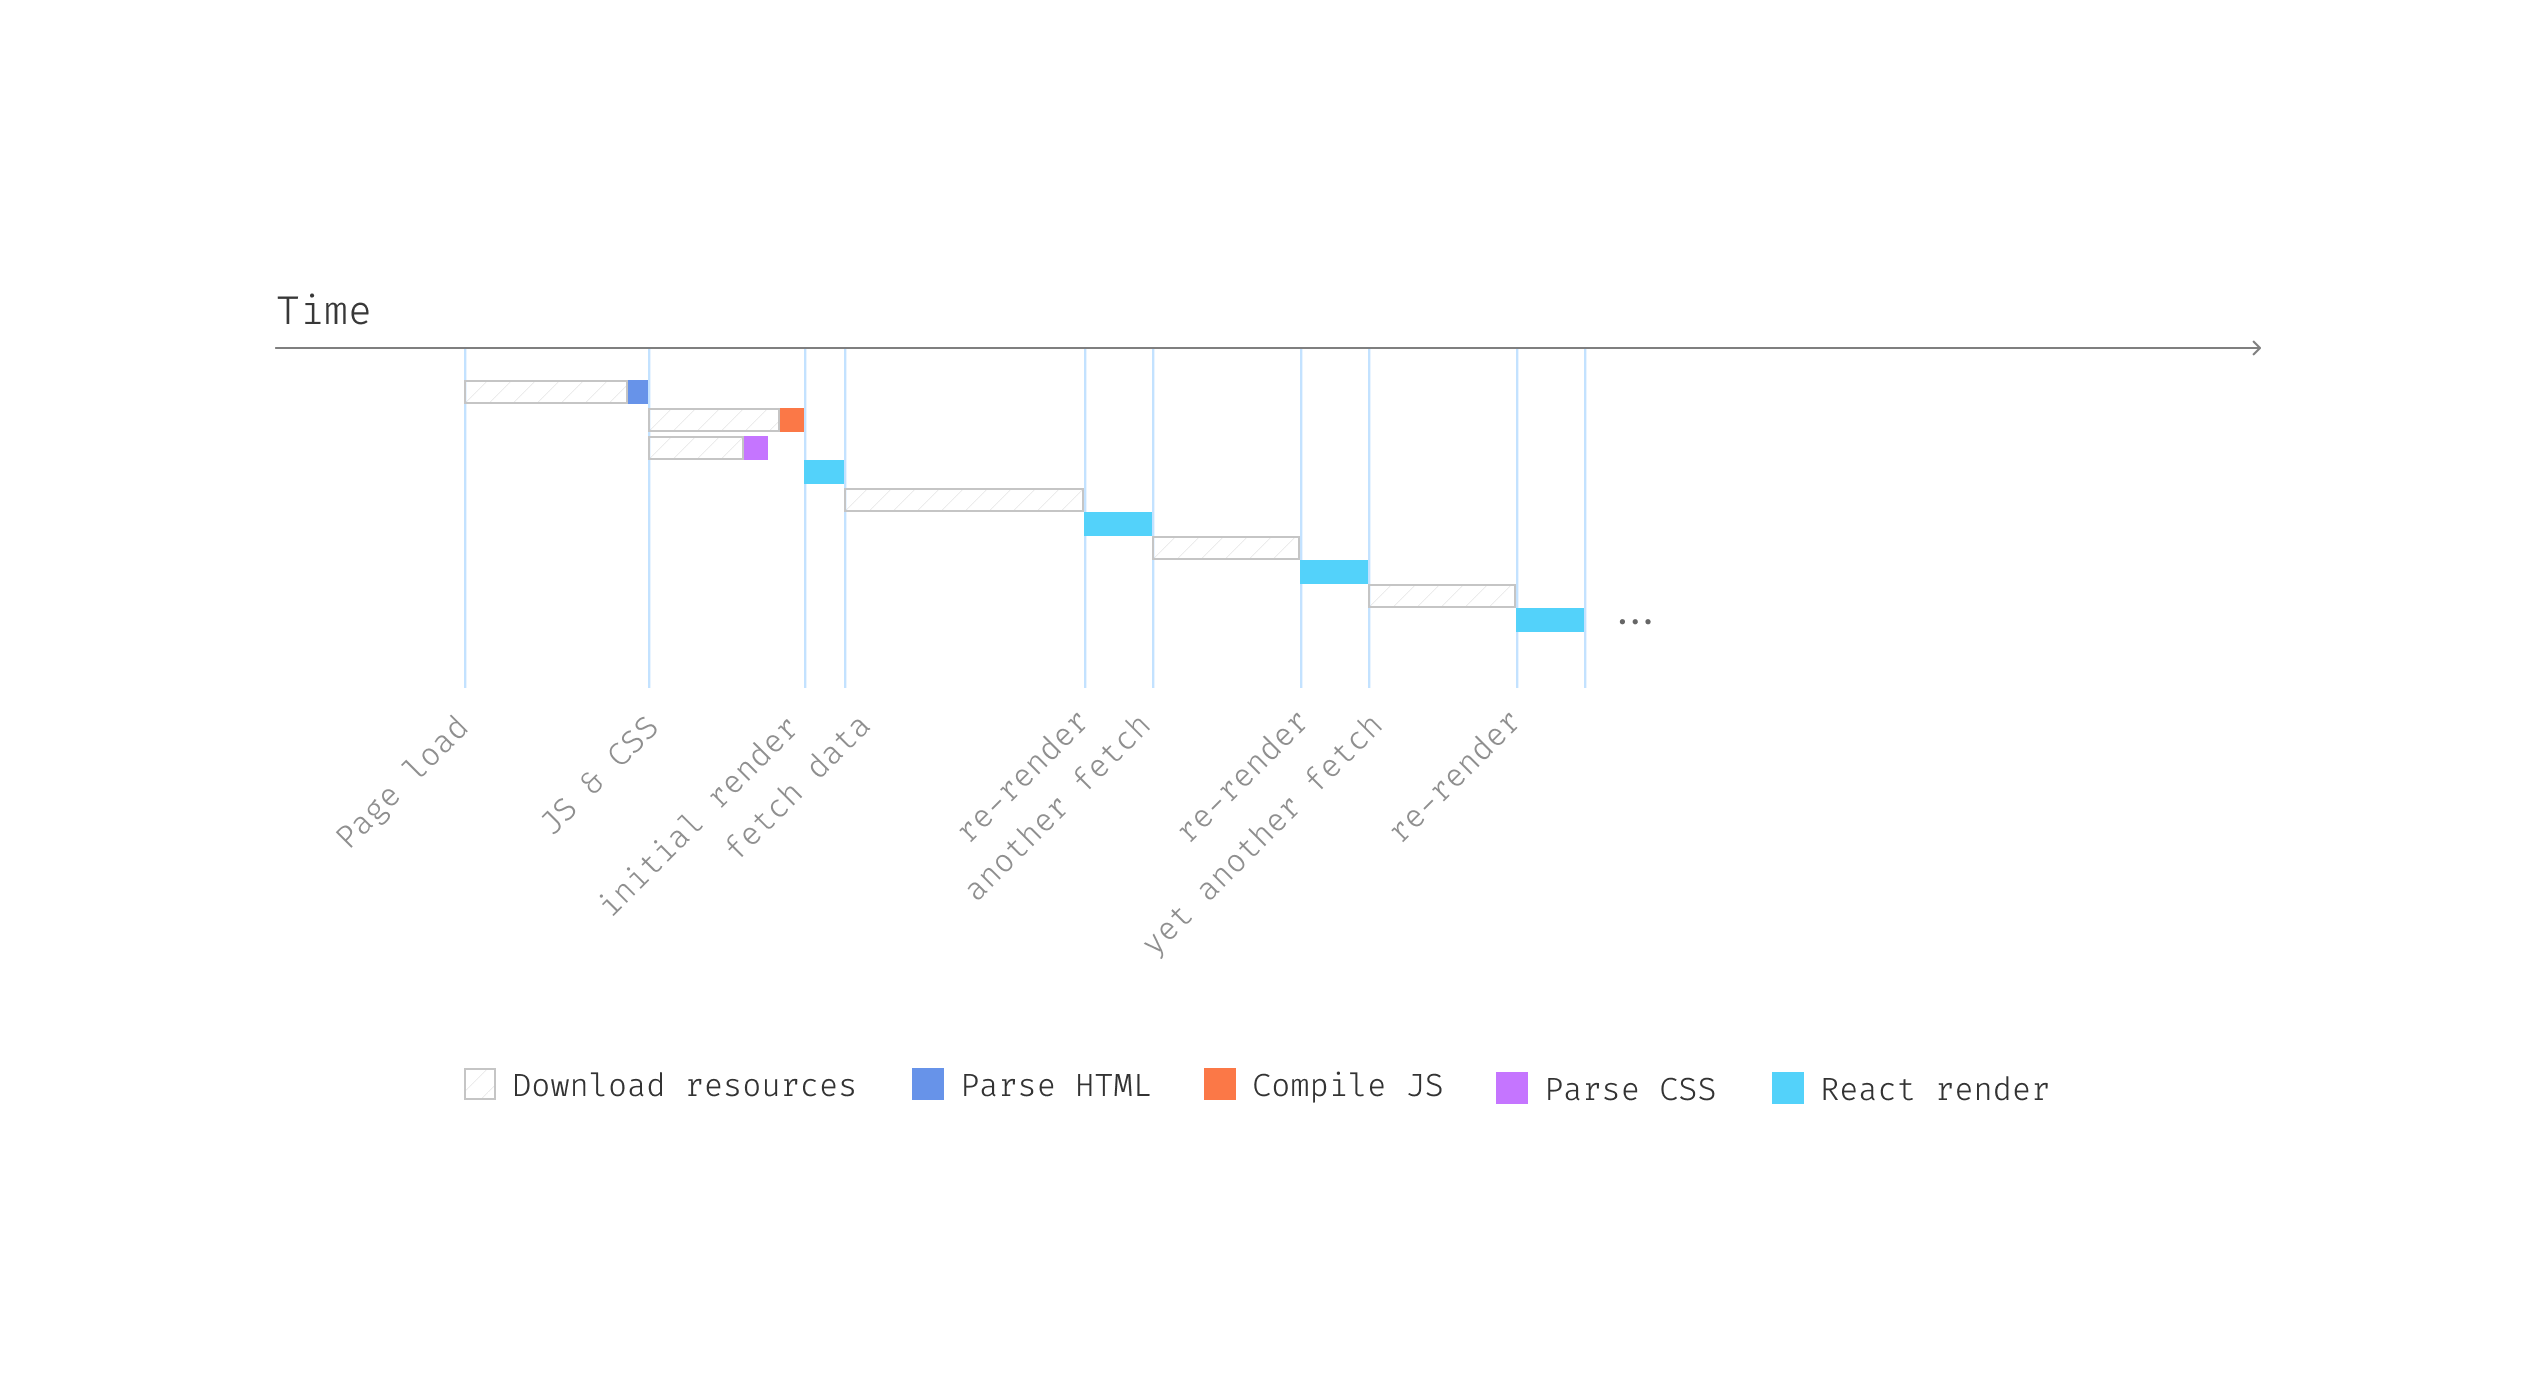 Time
...
Page load
JS & CSS
initial render
fetch data
re-render
another fetch
re-render
yet another fetch
re-render
Download resources
Parse HTML
Compile JS
Parse CSS
React render